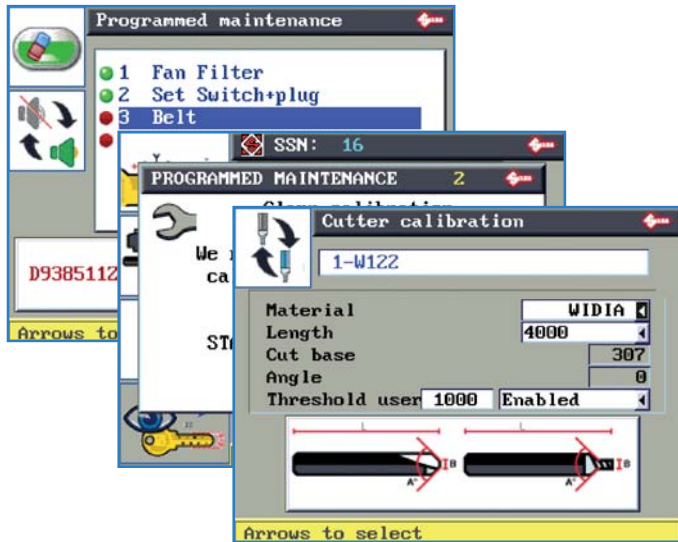 Programmed maintenance
1 Fan Filter
2 Set Switch+plug
3 Belt
D938511Z
Arrows to
SSN: 16
PROGRAMMED MAINTENANCE 2
We
ca
Cutter calibration
1-W122
Material WIDIA
Length 4000
Cut base 307
Angle 0
Threshold user 1000 Enabled
L L
B B
A° A°
Arrows to select